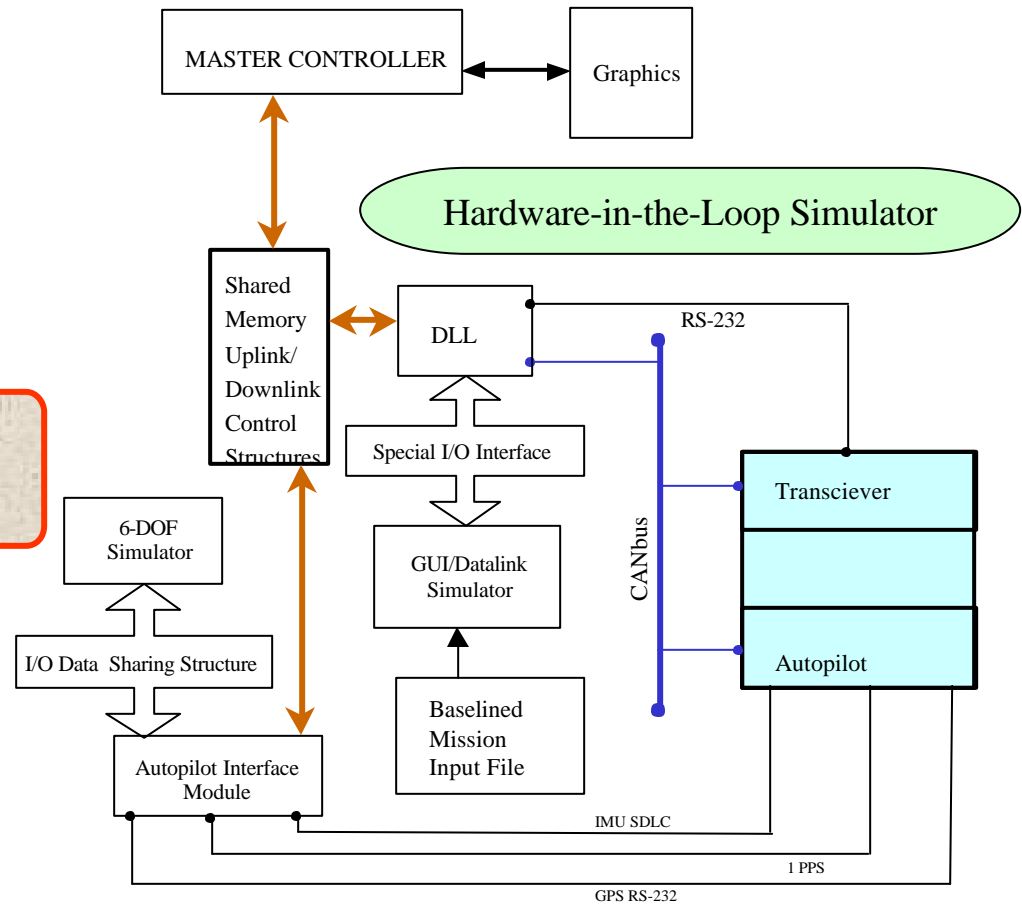 MASTER CONTROLLER
Graphics
Hardware-in-the-Loop Simulator
Shared
Memory
Uplink/
Downlink
Control
Structures
DLL
RS-232
Special I/O Interface
CANbus
Transciever
6-DOF
Simulator
GUI/Datalink
Simulator
I/O Data Sharing Structure
Autopilot
Baselined
Mission
Input File
Autopilot Interface
Module
IMU SDLC
1 PPS
GPS RS-232